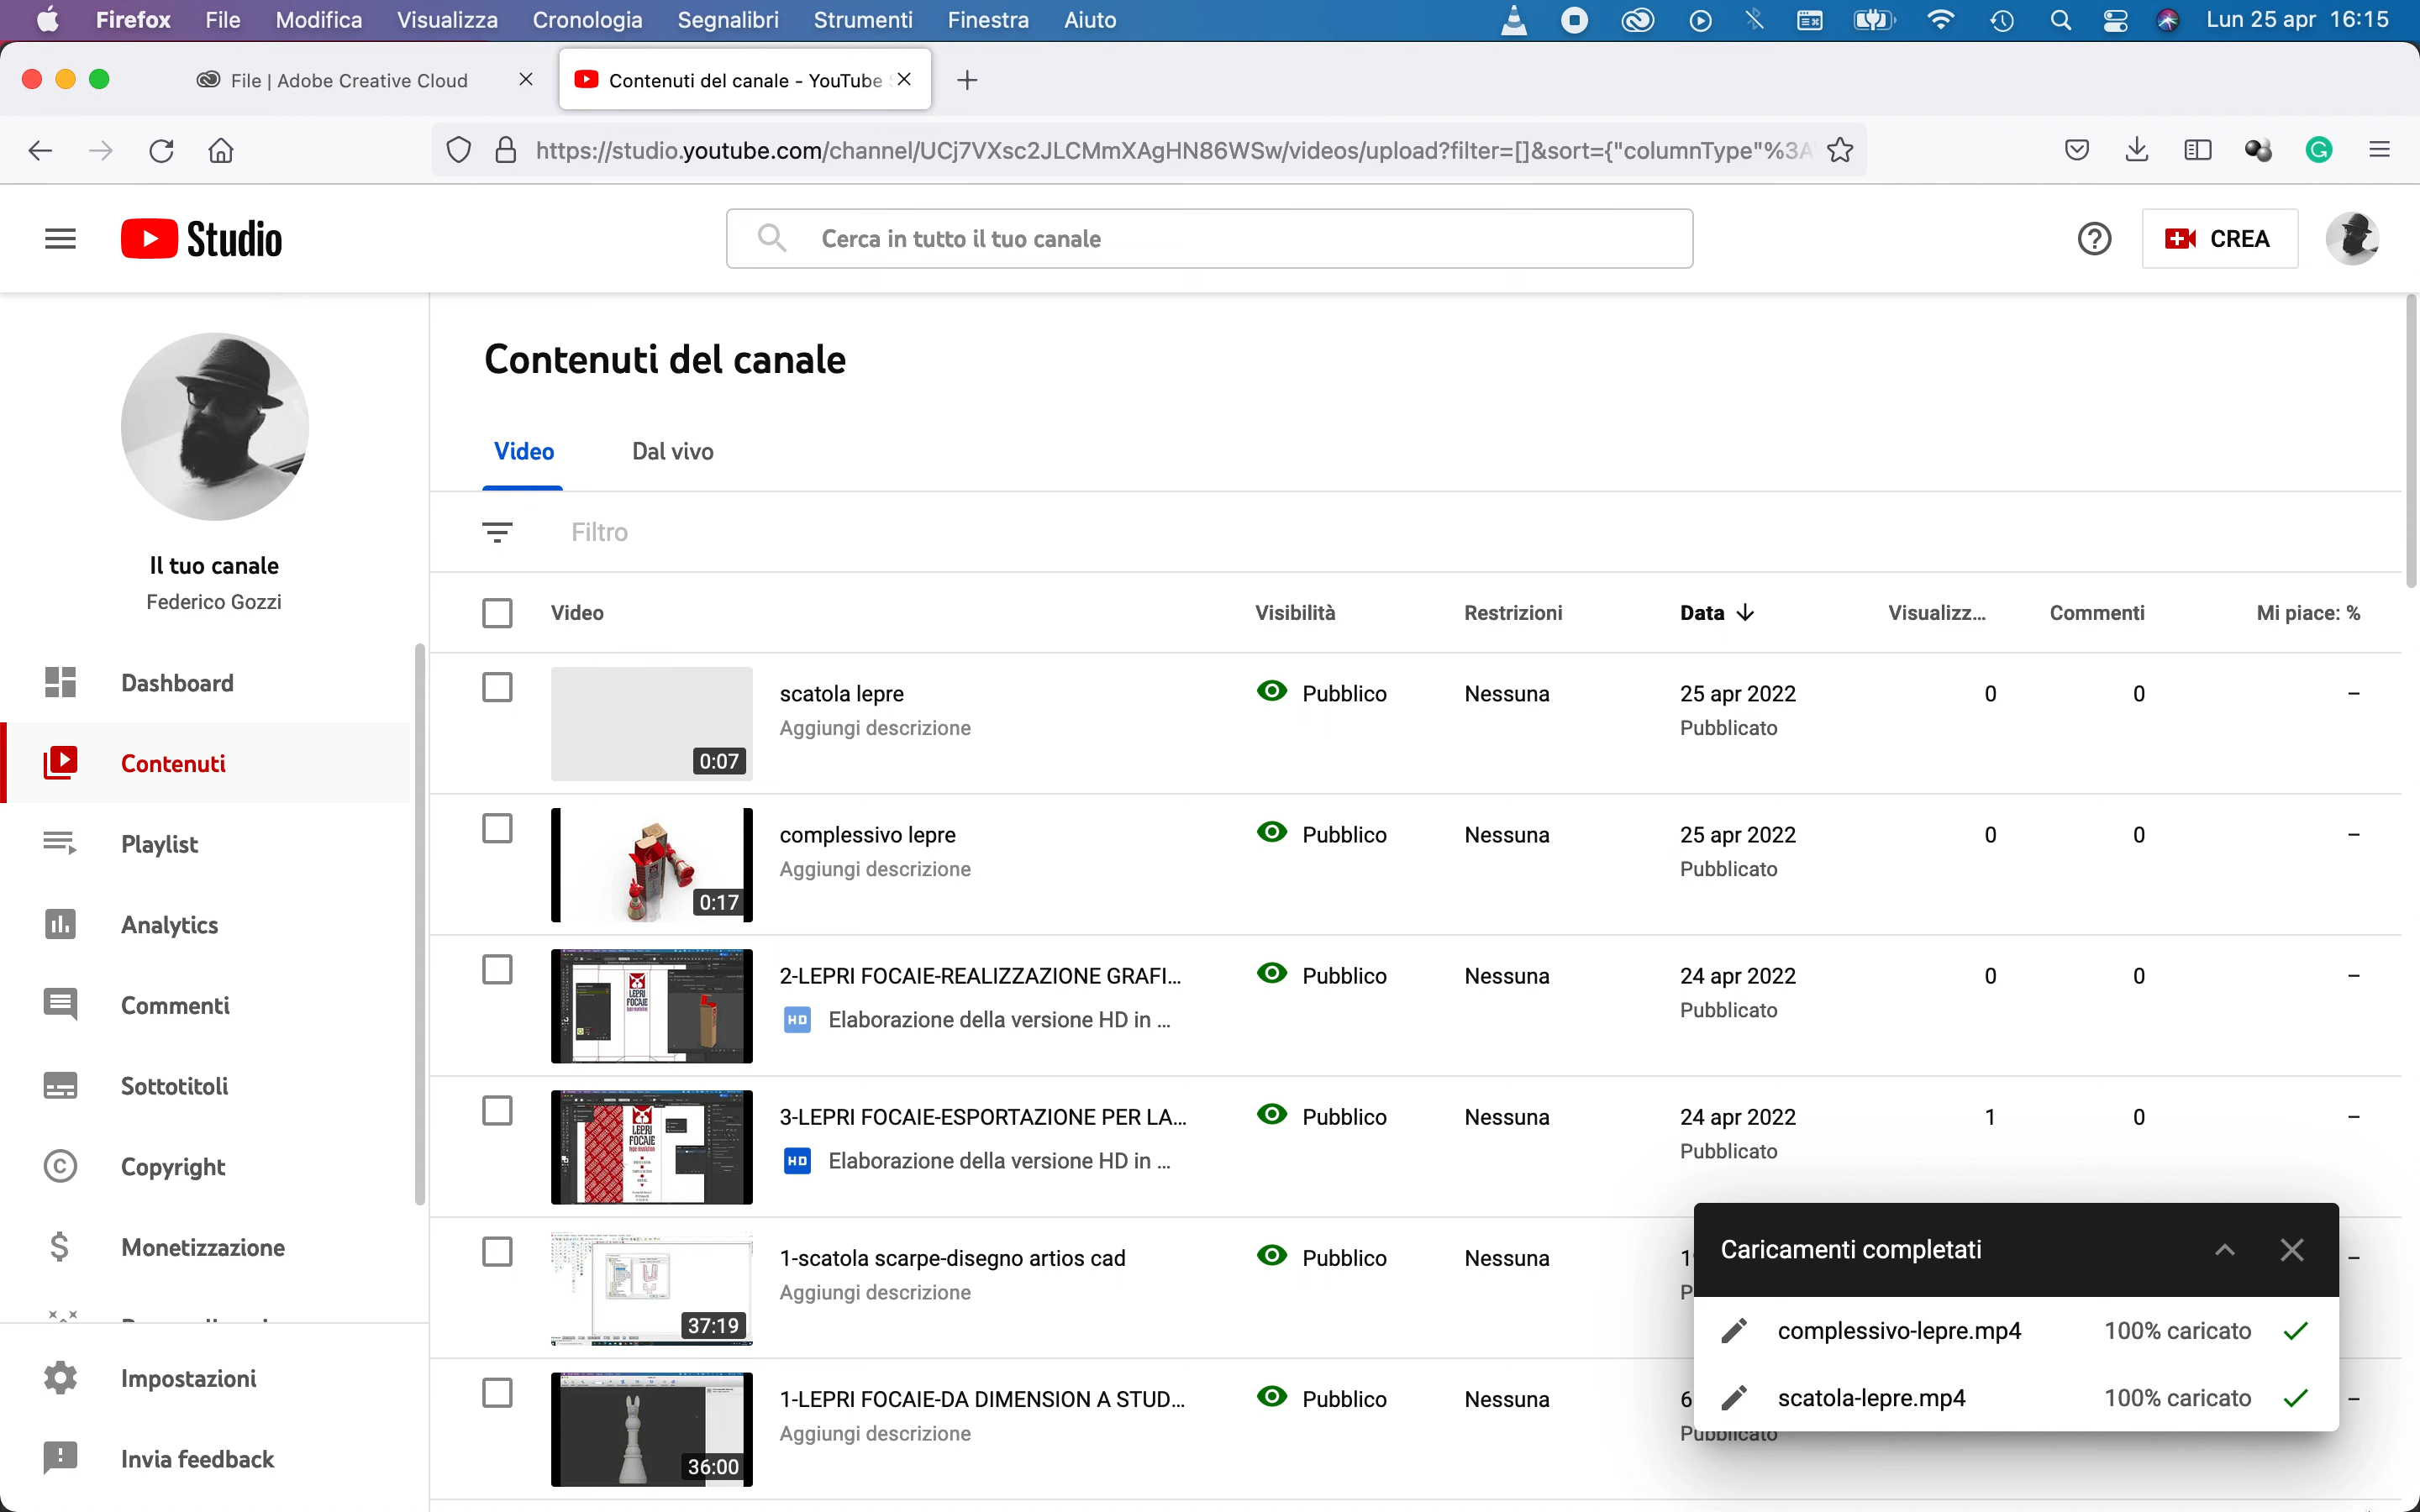 Firefox File Modifica Visualizza Cronologia Segnalibri Strumenti Finestra Aiuto Lun 25 apr 16:15
File | Adobe Creative Cloud
Contenuti del canale - YouTube
https://studio.youtube.com/channel/UCj7VXsc2JLCMmXAgHN86WSw/videos/upload?filter=[]&sort={"columnType"%3A
Studio
Cerca in tutto il tuo canale
CREA
Il tuo canale
Federico Gozzi
Dashboard
Contenuti
Playlist
Analytics
Commenti
Sottotitoli
Copyright
Monetizzazione
Impostazioni
Invia feedback
Contenuti del canale
Video Dal vivo
Filtro
Video Visibilità Restrizioni Data Visualizz... Commenti Mi piace: %
scatola lepre Pubblico Nessuna 25 apr 2022 0 0 –
Aggiungi descrizione Pubblicato
0:07
complessivo lepre Pubblico Nessuna 25 apr 2022 0 0 –
Aggiungi descrizione Pubblicato
0:17
2-LEPRI FOCAIE-REALIZZAZIONE GRAFI... Pubblico Nessuna 24 apr 2022 0 0 –
HD Elaborazione della versione HD in ... Pubblicato
LEPRI
FOCAIE
3-LEPRI FOCAIE-ESPORTAZIONE PER LA... Pubblico Nessuna 24 apr 2022 1 0 –
HD Elaborazione della versione HD in ... Pubblicato
LEPRI
FOCAIE
1-scatola scarpe-disegno artios cad Pubblico Nessuna –
Aggiungi descrizione
37:19
1-LEPRI FOCAIE-DA DIMENSION A STUD... Pubblico Nessuna 6 –
Aggiungi descrizione Pubblicato
36:00
Caricamenti completati
complessivo-lepre.mp4 100% caricato
scatola-lepre.mp4 100% caricato